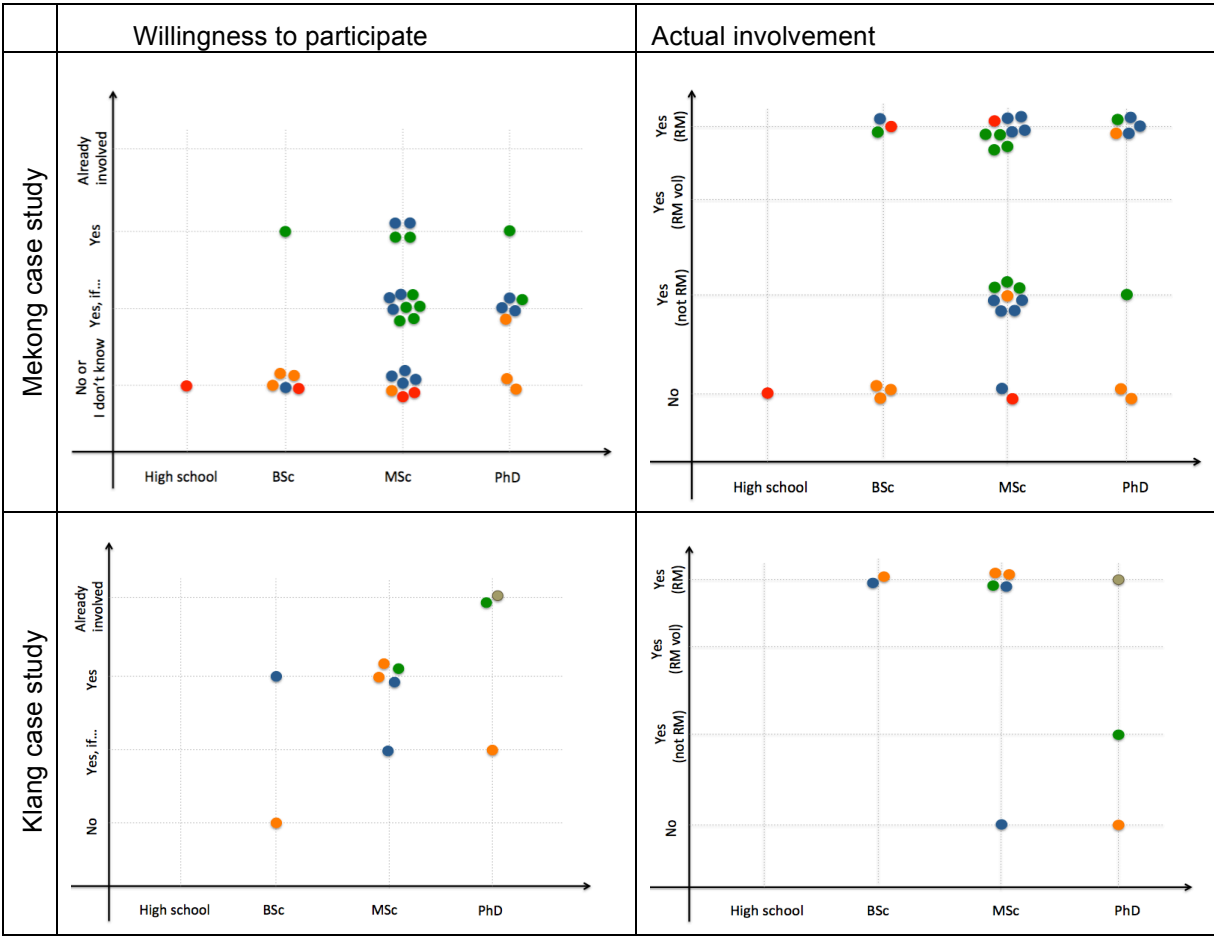 Willingness to participate
Actual involvement
Mekong case study
Already
involved
Yes
Yes, if...
No or
I don't know
High school
BSc
MSc
PhD
Yes
(RM)
Yes
(RM vol)
Yes
(not RM)
No
High school
BSc
MSc
PhD
Klang case study
Already
involved
Yes
Yes, if...
No
High school
BSc
MSc
PhD
Yes
(RM)
Yes
(RM vol)
Yes
(not RM)
No
High school
BSc
MSc
PhD